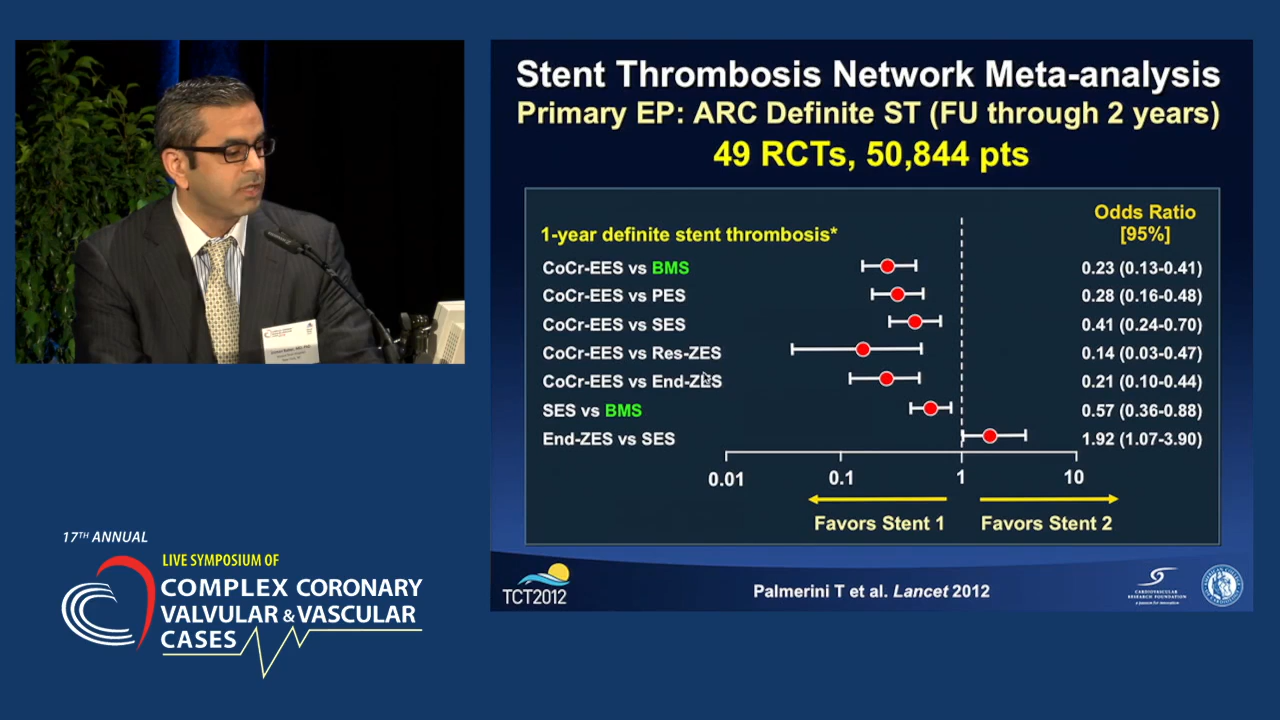 Stent Thrombosis Network Meta-analysis
Primary EP: ARC Definite ST (FU through 2 years)
49 RCTs, 50,844 pts
Odds Ratio
[95%]
1-year definite stent thrombosis*
CoCr-EES vs BMS 0.23 (0.13-0.41)
CoCr-EES vs PES 0.28 (0.16-0.48)
CoCr-EES vs SES 0.41 (0.24-0.70)
CoCr-EES vs Res-ZES 0.14 (0.03-0.47)
CoCr-EES vs End-ZES 0.21 (0.10-0.44)
SES vs BMS 0.57 (0.36-0.88)
End-ZES vs SES 1.92 (1.07-3.90)
0.01 0.1 1 10
Favors Stent 1 Favors Stent 2
TCT2012
Palmerini T et al. Lancet 2012
CARDIOVASCULAR
RESEARCH FOUNDATION
17TH ANNUAL
LIVE SYMPOSIUM OF
COMPLEX CORONARY
VALVULAR & VASCULAR
CASES